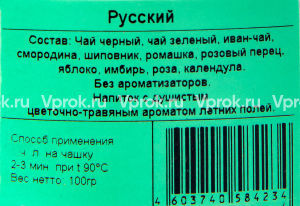 Русский
Состав: Чай черный, чай зеленый, иван-чай,
смородина, шиповник, ромашка, розовый перец.
яблоко, имбирь, роза, календула.
Без ароматизаторов.
Vprok.ru Vprok.ru Vprok.ru
Напиток с душистым
цветочно-травяным ароматом летних полей
Способ применения
ч л на чашку
2-3 мин при t 90°C
Вес нетто: 100гр
4 603740 584234